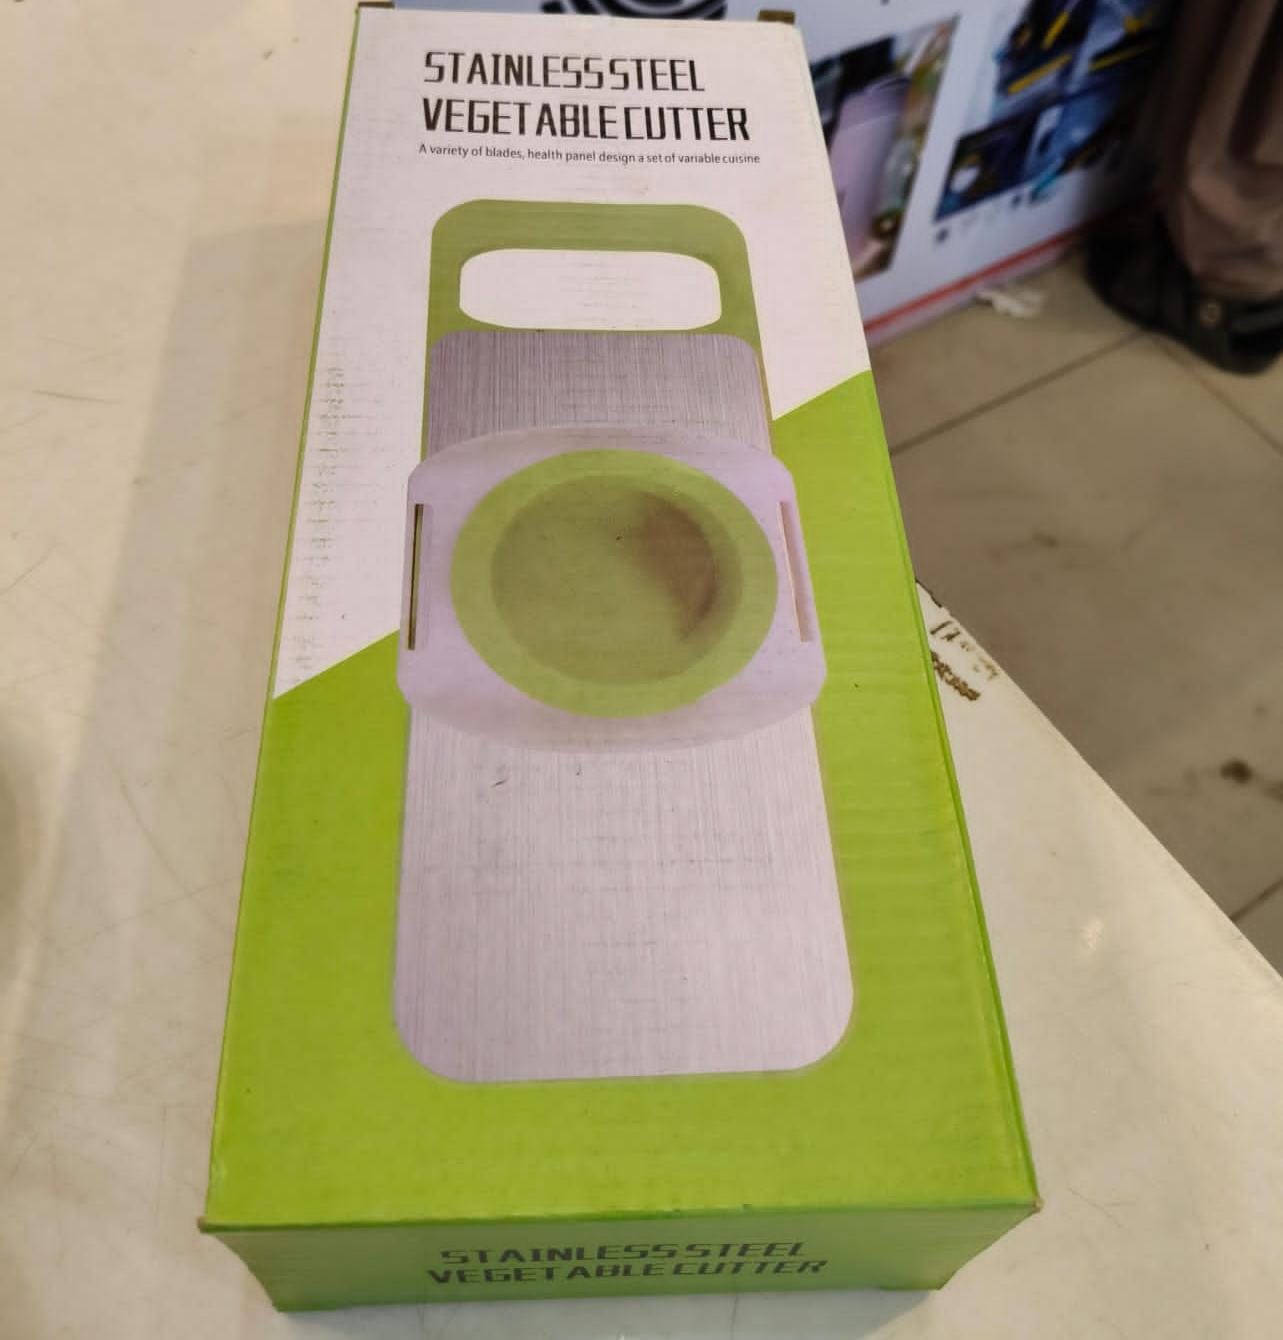 STAINLESS STEEL
VEGETABLE CUTTER
A variety of blades, health panel design a set of variable cuisine
STAINLESS STEEL
VEGETABLE CUTTER